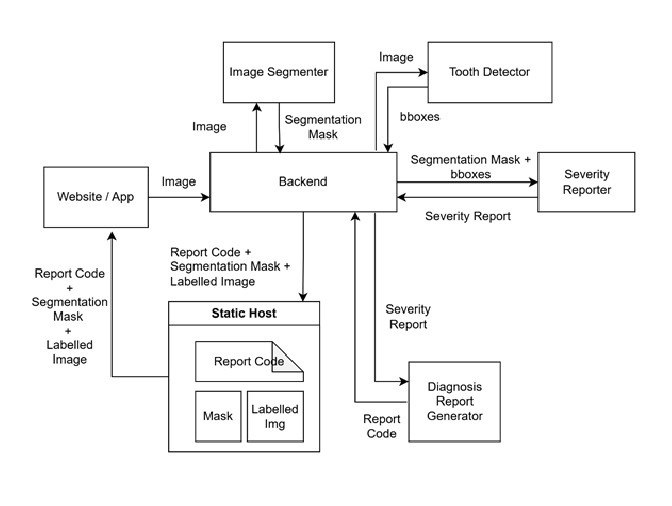 Image Segmenter
Image
Tooth Detector
Image
Segmentation
Mask
bboxes
Website / App
Image
Backend
Segmentation Mask +
bboxes
Severity
Reporter
Severity Report
Report Code +
Segmentation Mask +
Labelled Image
Report Code
+
Segmentation
Mask
+
Labelled
Image
Static Host
Report Code
Mask
Labelled
Img
Severity
Report
Diagnosis
Report
Generator
Report
Code